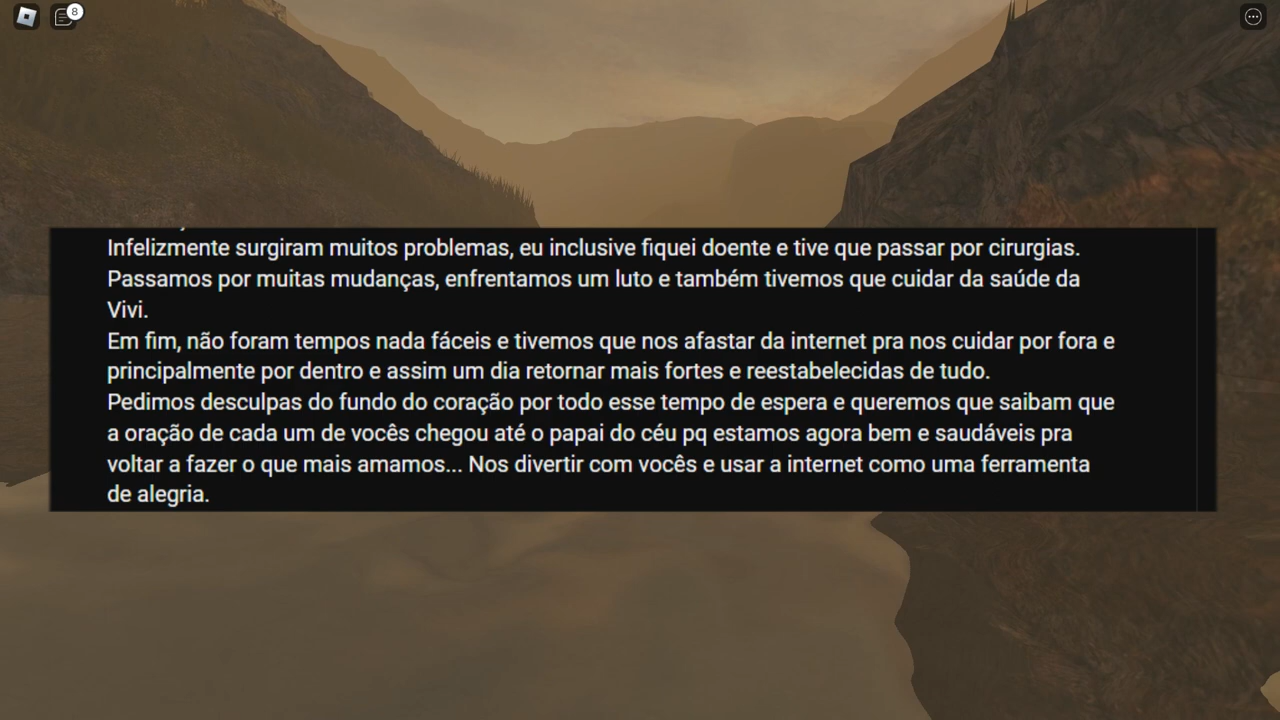 8
Infelizmente surgiram muitos problemas, eu inclusive fiquei doente e tive que passar por cirurgias.
Passamos por muitas mudanças, enfrentamos um luto e também tivemos que cuidar da saúde da
Vivi.
Em fim, não foram tempos nada fáceis e tivemos que nos afastar da internet pra nos cuidar por fora e
principalmente por dentro e assim um dia retornar mais fortes e reestabelecidas de tudo.
Pedimos desculpas do fundo do coração por todo esse tempo de espera e queremos que saibam que
a oração de cada um de vocês chegou até o papai do céu pq estamos agora bem e saudáveis pra
voltar a fazer o que mais amamos... Nos divertir com vocês e usar a internet como uma ferramenta
de alegria.